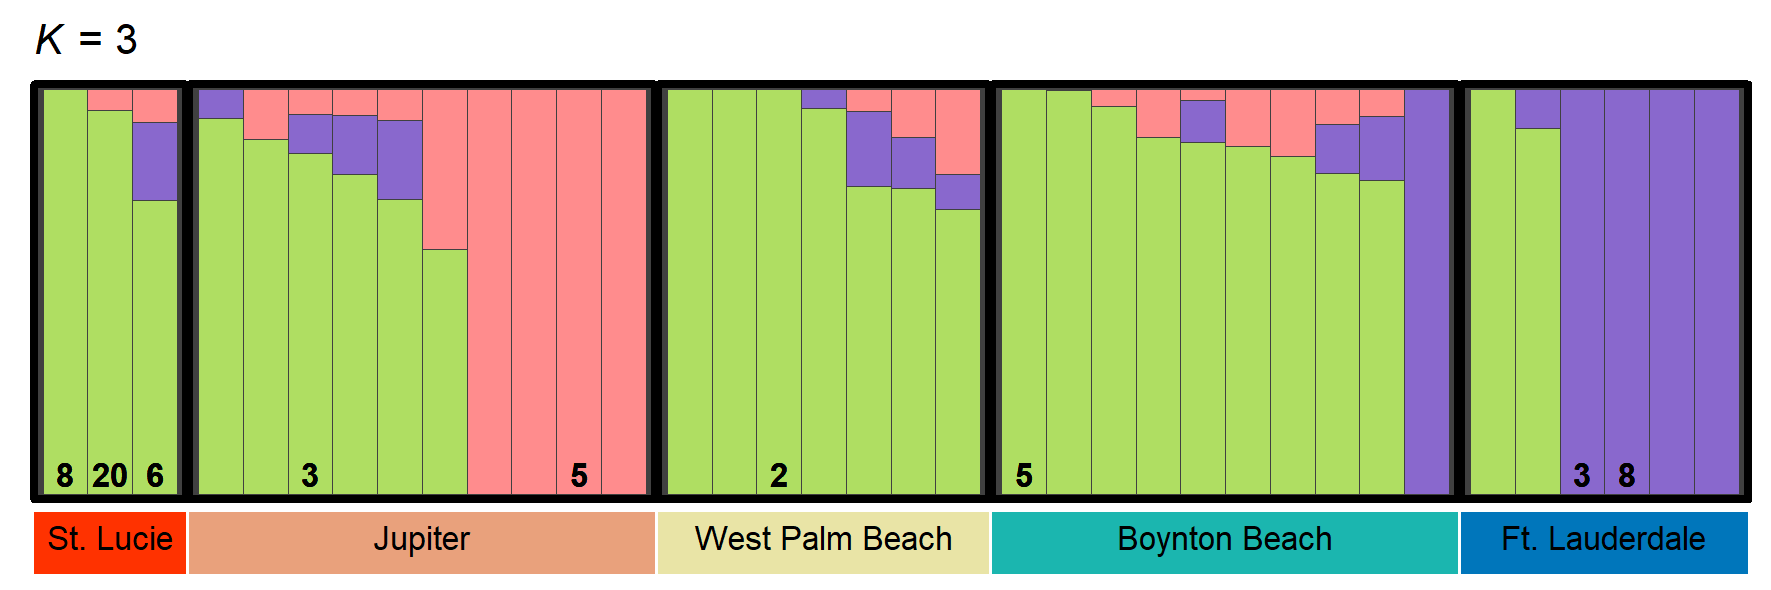 K = 3
8 20 6 3 5 2 5 3 8
St. Lucie Jupiter West Palm Beach Boynton Beach Ft. Lauderdale